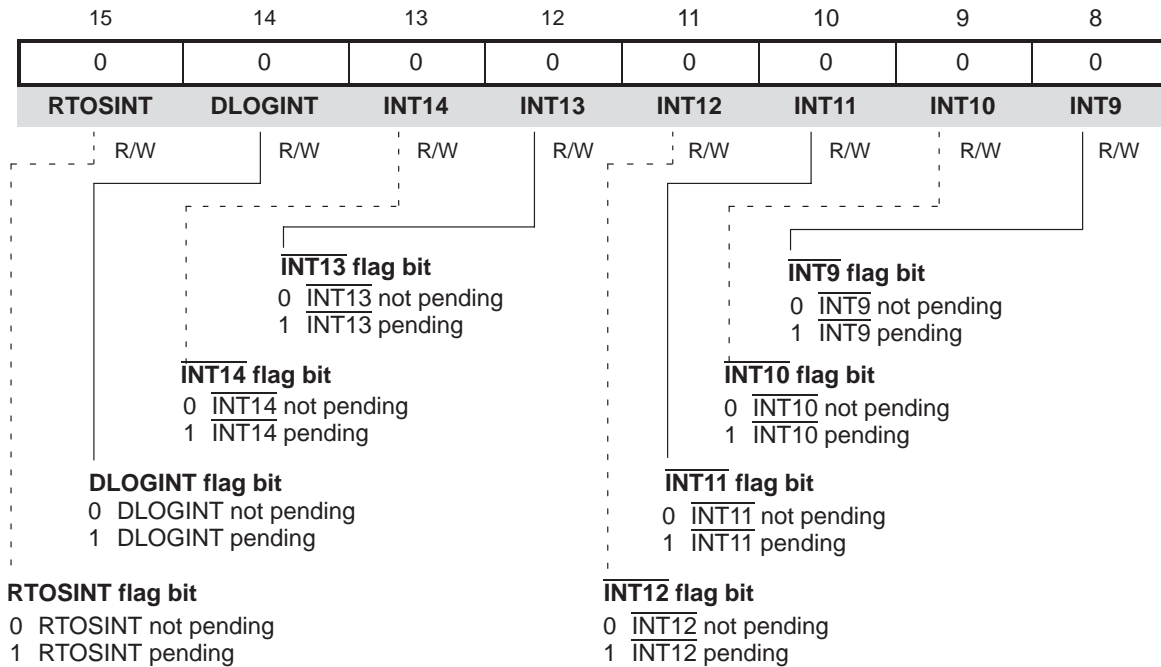 15 14 13 12 11 10 9 8
0 0 0 0 0 0 0 0
RTOSINT DLOGINT INT14 INT13 INT12 INT11 INT10 INT9
R/W R/W R/W R/W R/W R/W R/W R/W
INT13 flag bit
0 INT13 not pending
1 INT13 pending
INT9 flag bit
0 INT9 not pending
1 INT9 pending
INT14 flag bit
0 INT14 not pending
1 INT14 pending
INT10 flag bit
0 INT10 not pending
1 INT10 pending
DLOGINT flag bit
0 DLOGINT not pending
1 DLOGINT pending
INT11 flag bit
0 INT11 not pending
1 INT11 pending
RTOSINT flag bit
0 RTOSINT not pending
1 RTOSINT pending
INT12 flag bit
0 INT12 not pending
1 INT12 pending